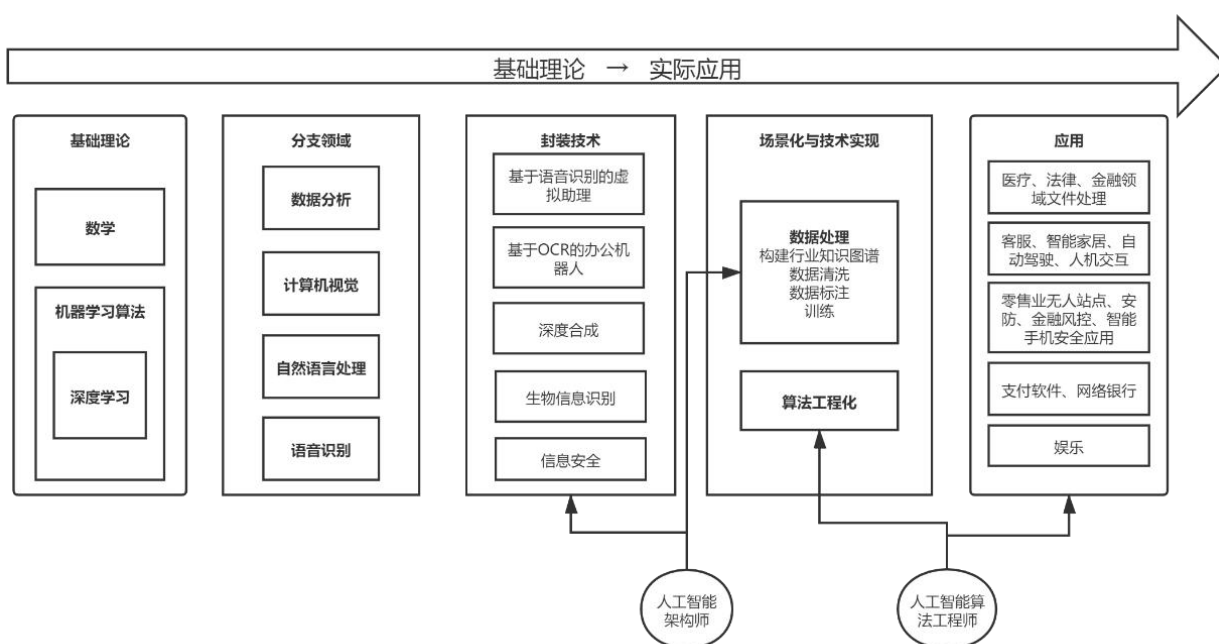 基础理论 → 实际应用
基础理论
数学
机器学习算法
深度学习
分支领域
数据分析
计算机视觉
自然语言处理
语音识别
封装技术
基于语音识别的虚
拟助理
基于OCR的办公机
器人
深度合成
生物信息识别
信息安全
场景化与技术实现
数据处理
构建行业知识图谱
数据清洗
数据标注
训练
算法工程化
应用
医疗、法律、金融领
域文件处理
客服、智能家居、自
动驾驶、人机交互
零售业无人站点、安
防、金融风控、智能
手机安全应用
支付软件、网络银行
娱乐
人工智能
架构师
人工智能算
法工程师